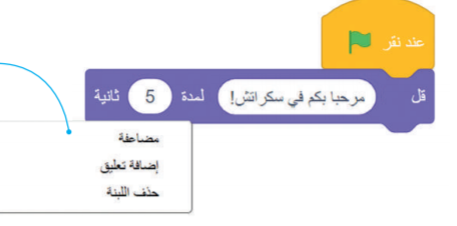 عند نقر
قل مرحبا بكم في سكراتش! لمدة 5 ثانية
مضاعفة
إضافة تعليق
حذف اللبنة